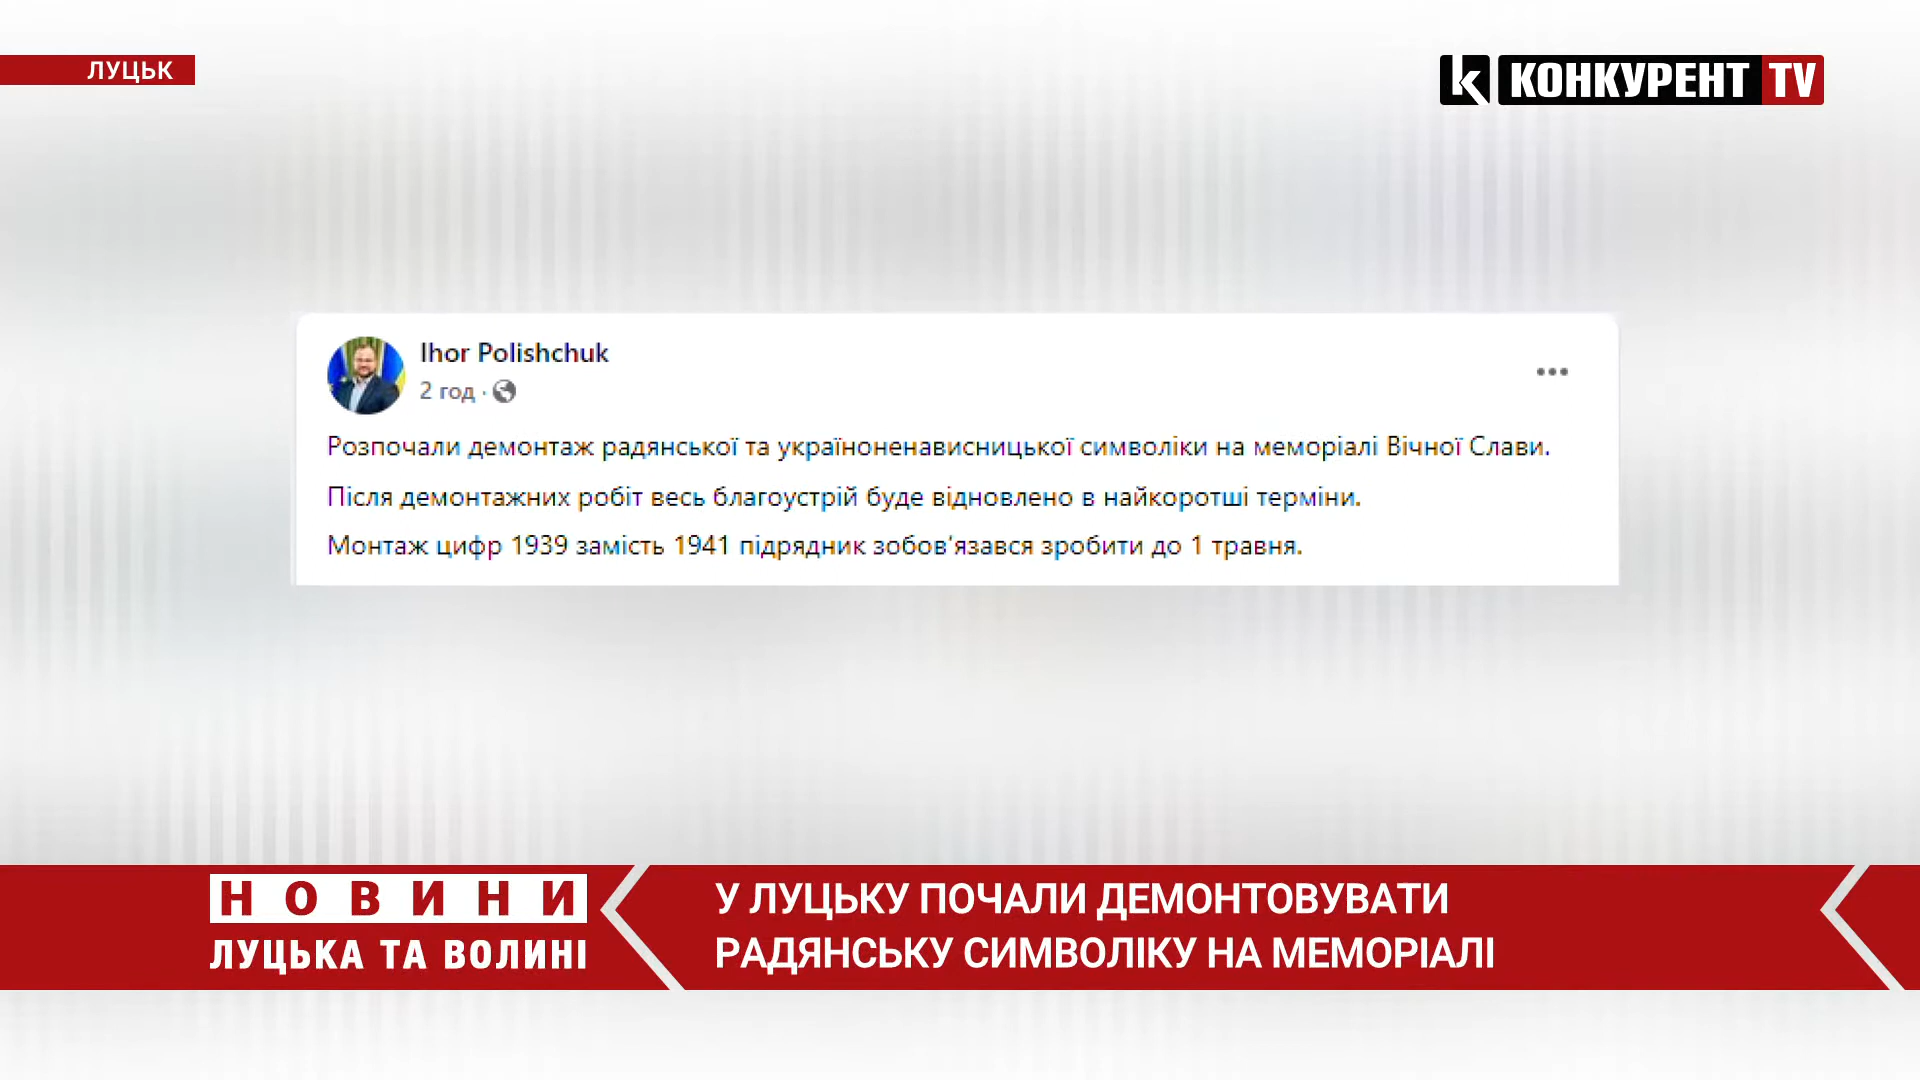 ЛУЦЬК
k КОНКУРЕНТ TV
Ihor Polishchuk
2 год ·
Розпочали демонтаж радянської та україноненависницької символіки на меморіалі Вічної Слави.
Після демонтажних робіт весь благоустрій буде відновлено в найкоротші терміни.
Монтаж цифр 1939 замість 1941 підрядник зобов'язався зробити до 1 травня.
НОВИНИ
ЛУЦЬКА ТА ВОЛИНІ
У ЛУЦЬКУ ПОЧАЛИ ДЕМОНТОВУВАТИ
РАДЯНСЬКУ СИМВОЛІКУ НА МЕМОРІАЛІ